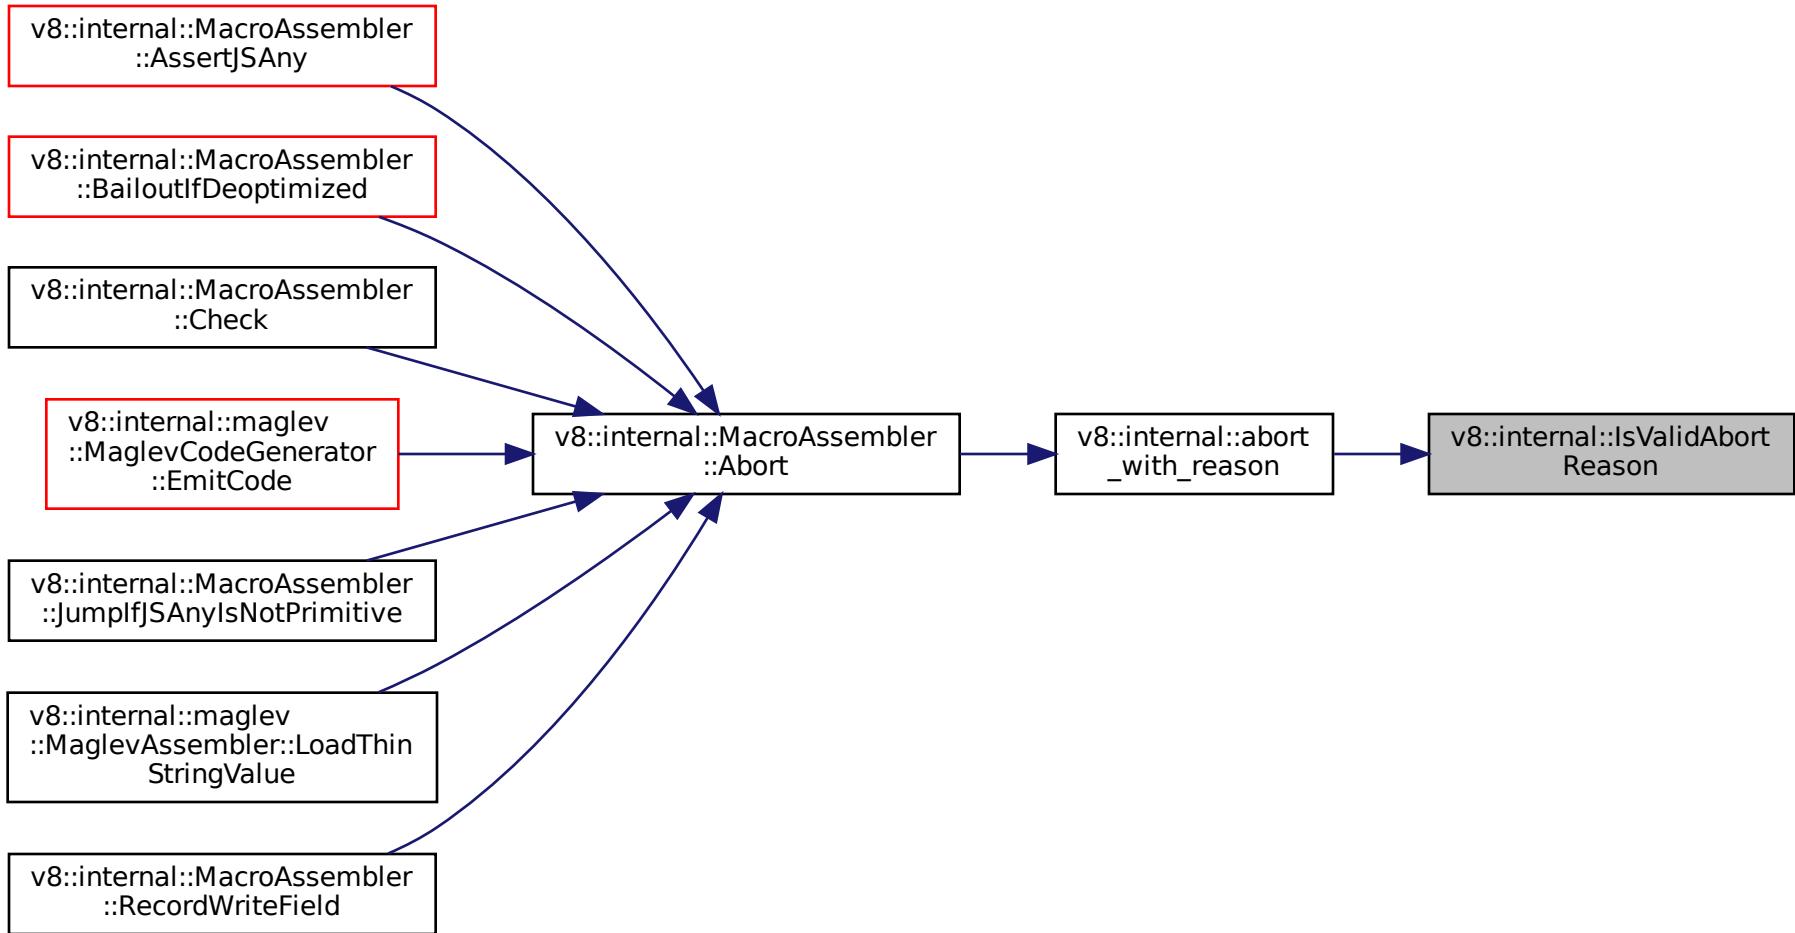 v8::internal::MacroAssembler
::AssertJSAny
v8::internal::MacroAssembler
::BailoutIfDeoptimized
v8::internal::MacroAssembler
::Check
v8::internal::maglev
::MaglevCodeGenerator
::EmitCode
v8::internal::MacroAssembler
::JumpIfJSAnyIsNotPrimitive
v8::internal::maglev
::MaglevAssembler::LoadThin
StringValue
v8::internal::MacroAssembler
::RecordWriteField
v8::internal::MacroAssembler
::Abort
v8::internal::abort
_with_reason
v8::internal::IsValidAbort
Reason